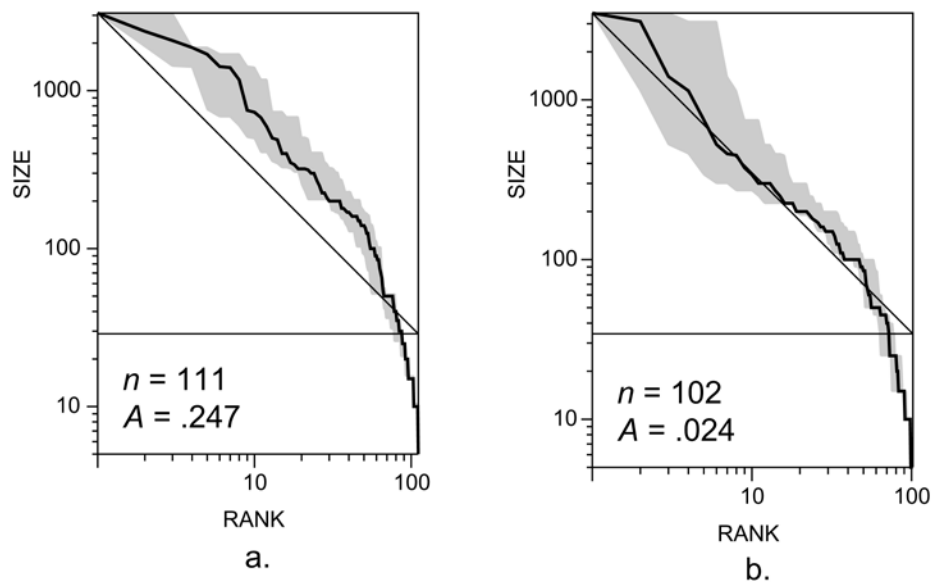 1000
SIZE
100
10
n = 111
A = .247
10
100
RANK
a.
1000
SIZE
100
10
n = 102
A = .024
10
100
RANK
b.